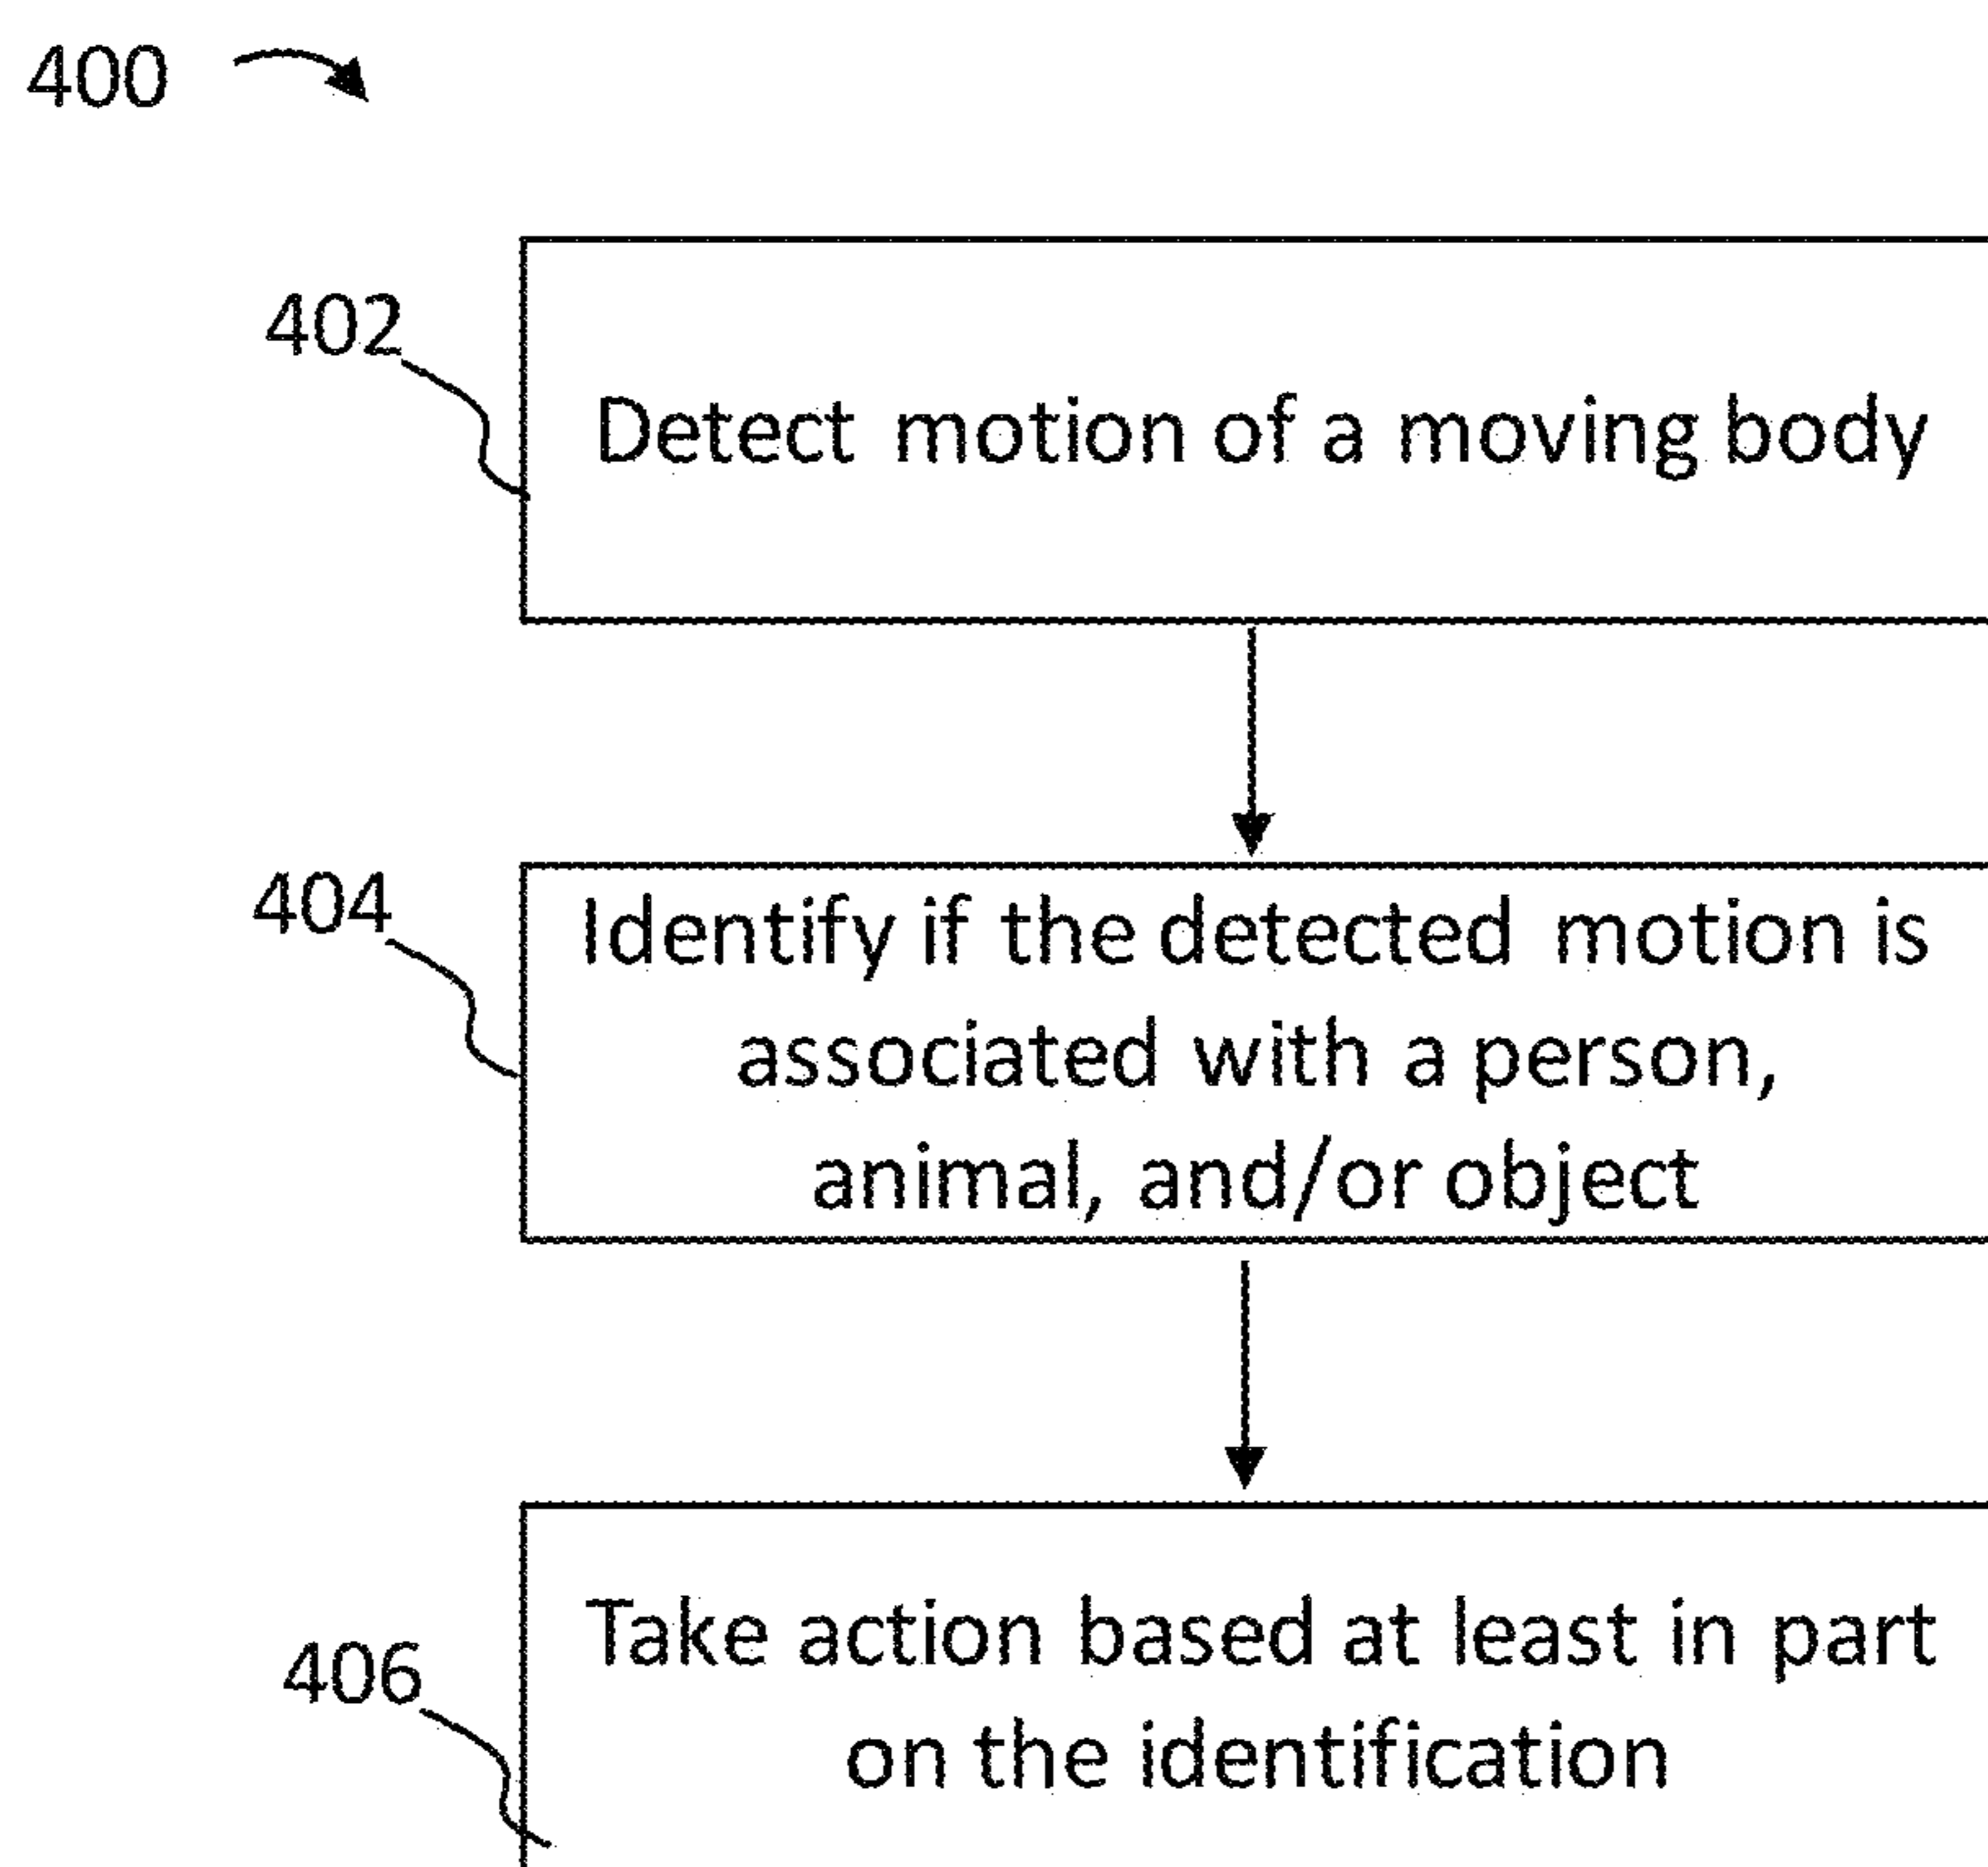 400
402
Detect motion of a moving body
404
Identify if the detected motion is
associated with a person,
animal, and/or object
406
Take action based at least in part
on the identification